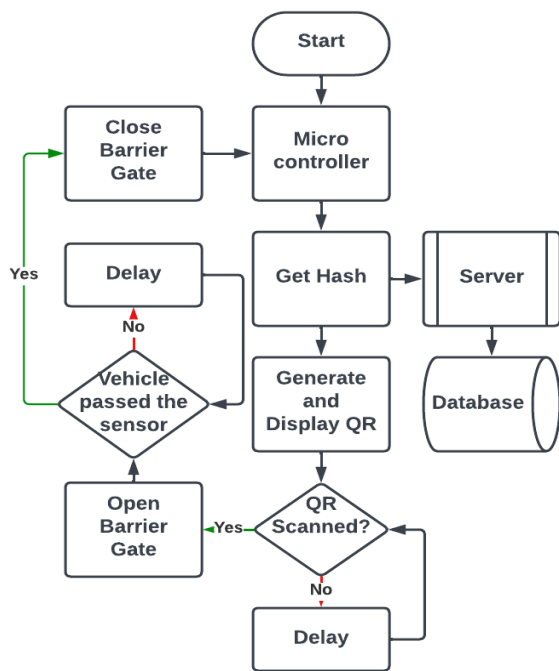 Start
Close
Barrier
Gate
Micro
controller
Yes
Delay
Get Hash
Server
No
Vehicle
passed the
sensor
Generate
and
Display QR
Database
Open
Barrier
Gate
Yes
QR
Scanned?
No
Delay